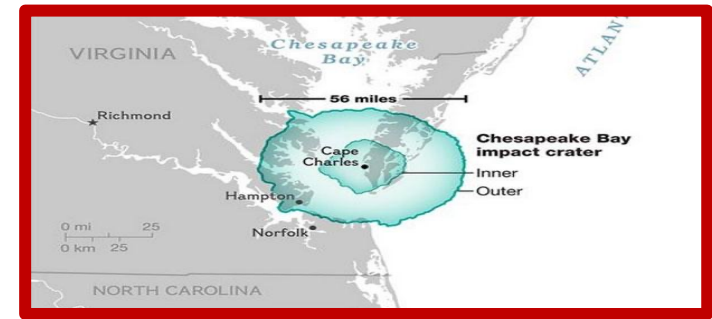 Chesapeake
Bay
ATLAN
VIRGINIA
56 miles
Richmond
Cape
Charles
Chesapeake Bay
impact crater
Inner
Outer
Hampton
Norfolk
0 mi 25
0 km 25
NORTH CAROLINA